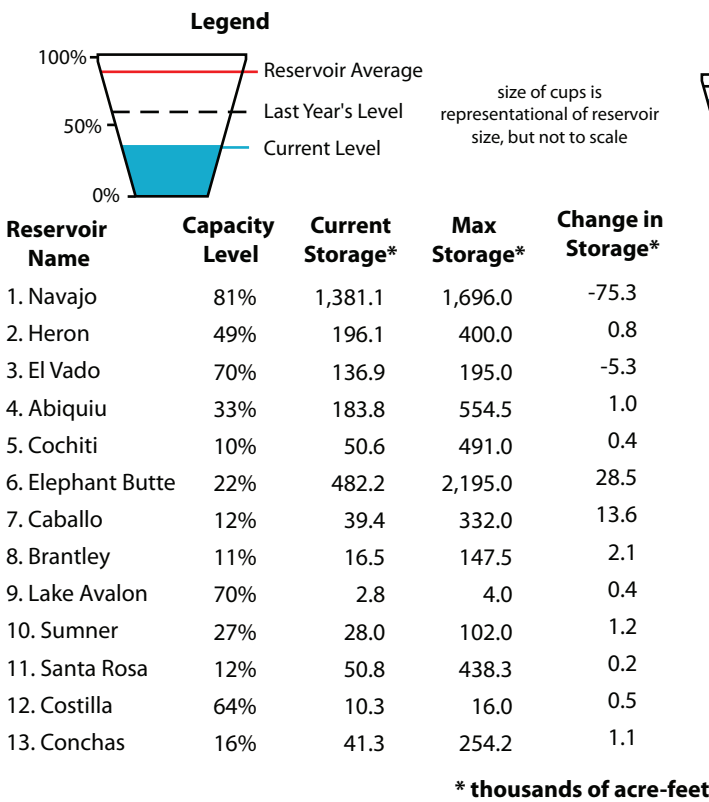 Legend
100%
Reservoir Average
Last Year's Level
50%
Current Level
0%
size of cups is
representational of reservoir
size, but not to scale
Reservoir Name Capacity Level Current Storage* Max Storage* Change in Storage*
1. Navajo 81% 1,381.1 1,696.0 -75.3
2. Heron 49% 196.1 400.0 0.8
3. El Vado 70% 136.9 195.0 -5.3
4. Abiquiu 33% 183.8 554.5 1.0
5. Cochiti 10% 50.6 491.0 0.4
6. Elephant Butte 22% 482.2 2,195.0 28.5
7. Caballo 12% 39.4 332.0 13.6
8. Brantley 11% 16.5 147.5 2.1
9. Lake Avalon 70% 2.8 4.0 0.4
10. Sumner 27% 28.0 102.0 1.2
11. Santa Rosa 12% 50.8 438.3 0.2
12. Costilla 64% 10.3 16.0 0.5
13. Conchas 16% 41.3 254.2 1.1
* thousands of acre-feet